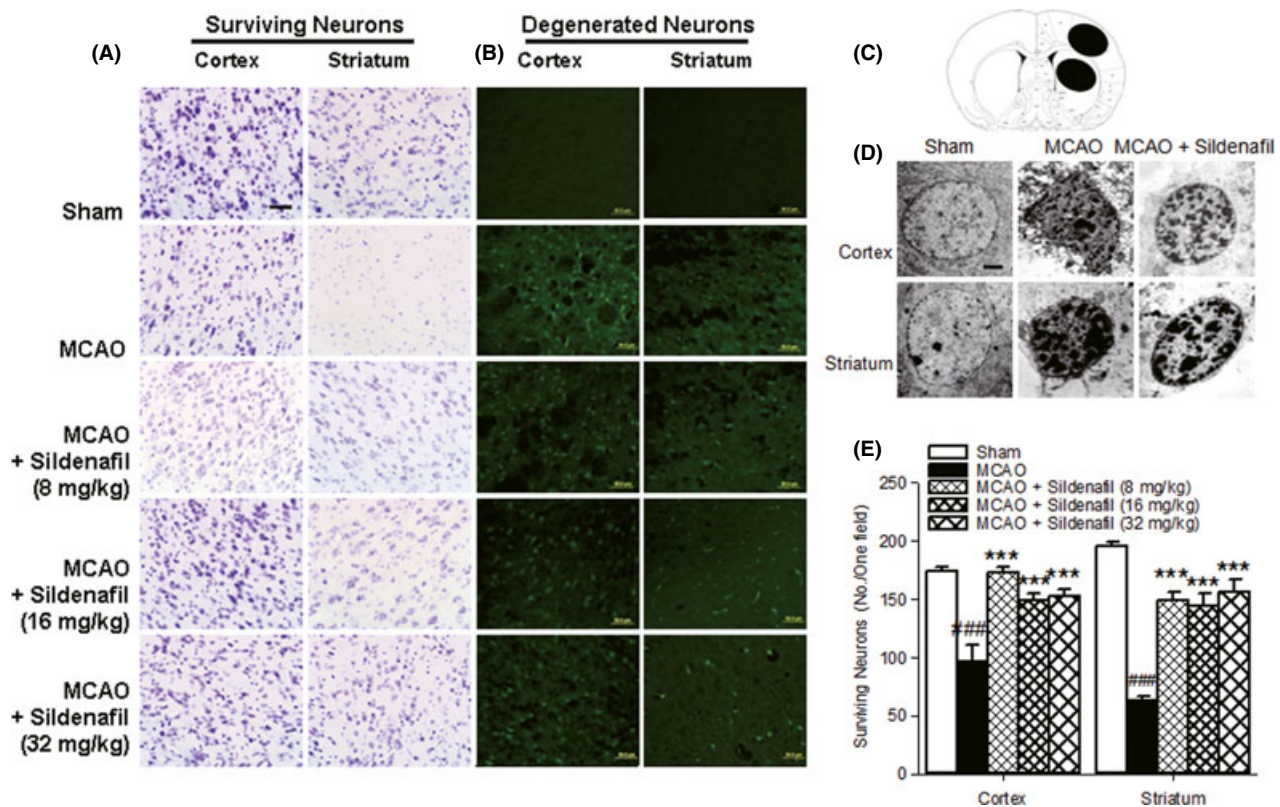 Surviving Neurons
Degenerated Neurons
(A)
Cortex
Striatum
(B)
Cortex
Striatum
Sham
MCAO
MCAO
+ Sildenafil
(8 mg/kg)
MCAO
+ Sildenafil
(16 mg/kg)
MCAO
+ Sildenafil
(32 mg/kg)
(C)
(D)
Sham
MCAO
MCAO + Sildenafil
Cortex
Striatum
(E)
Sham
MCAO
MCAO + Sildenafil (8 mg/kg)
MCAO + Sildenafil (16 mg/kg)
MCAO + Sildenafil (32 mg/kg)
Surviving Neurons (No./One field)
250
200
150
100
50
0
###
***
***
***
###
***
***
***
Cortex
Striatum